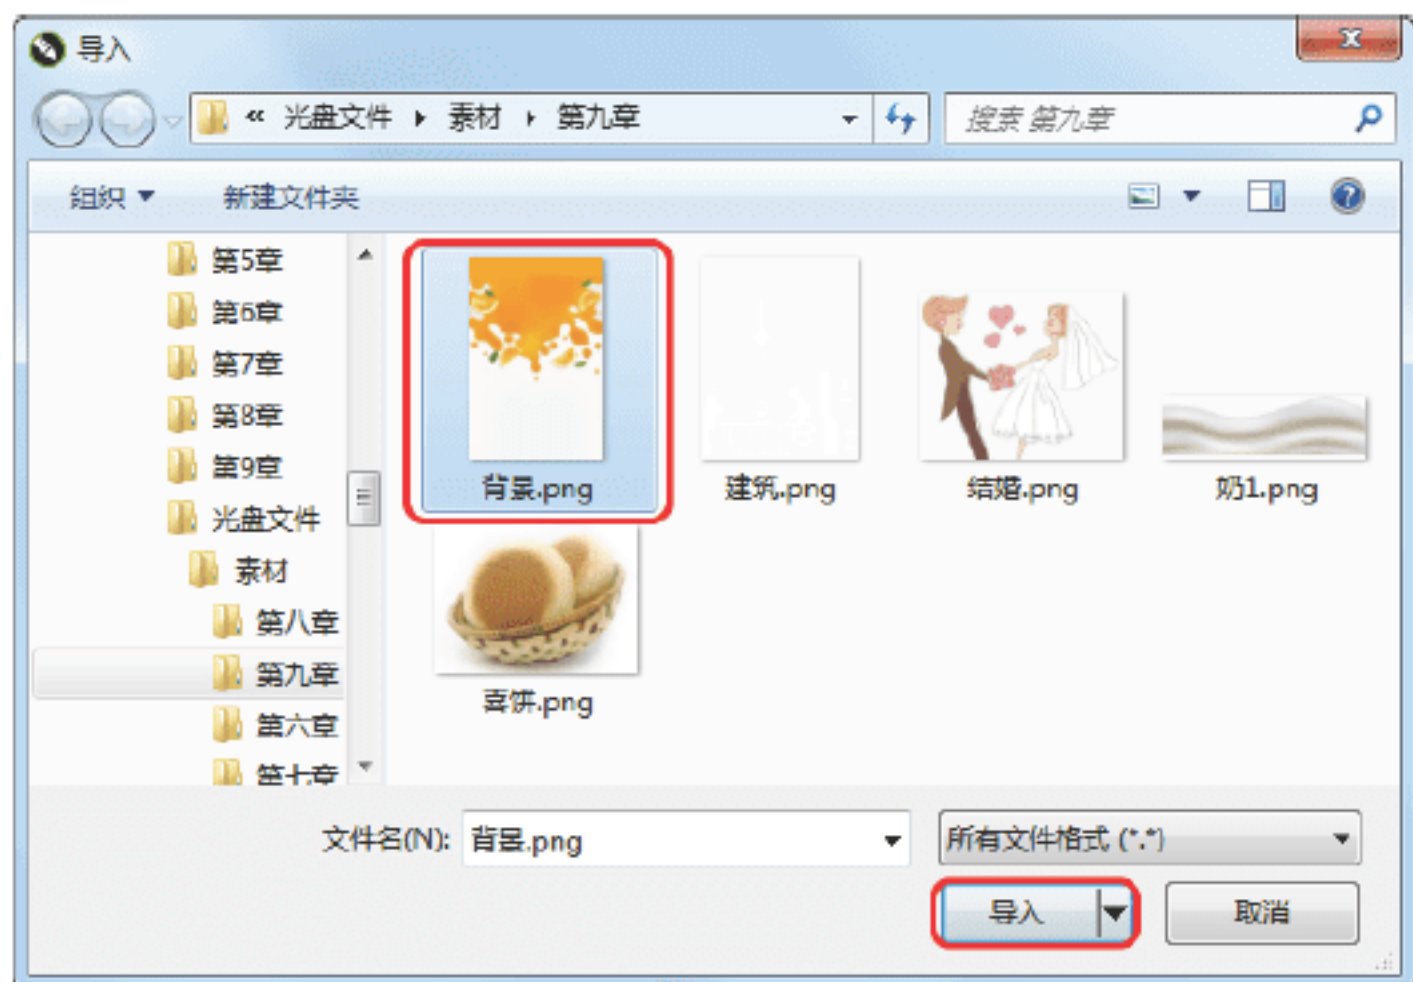 导入
« 光盘文件 ▸ 素材 ▸ 第九章
搜索 第九章
组织 ▼ 新建文件夹
第5章
第6章
第7章
第8章
第9章
光盘文件
素材
第八章
第九章
第六章
第七章
背景.png
建筑.png
结婚.png
奶1.png
喜饼.png
文件名(N): 背景.png
所有文件格式 (*.*)
导入
取消